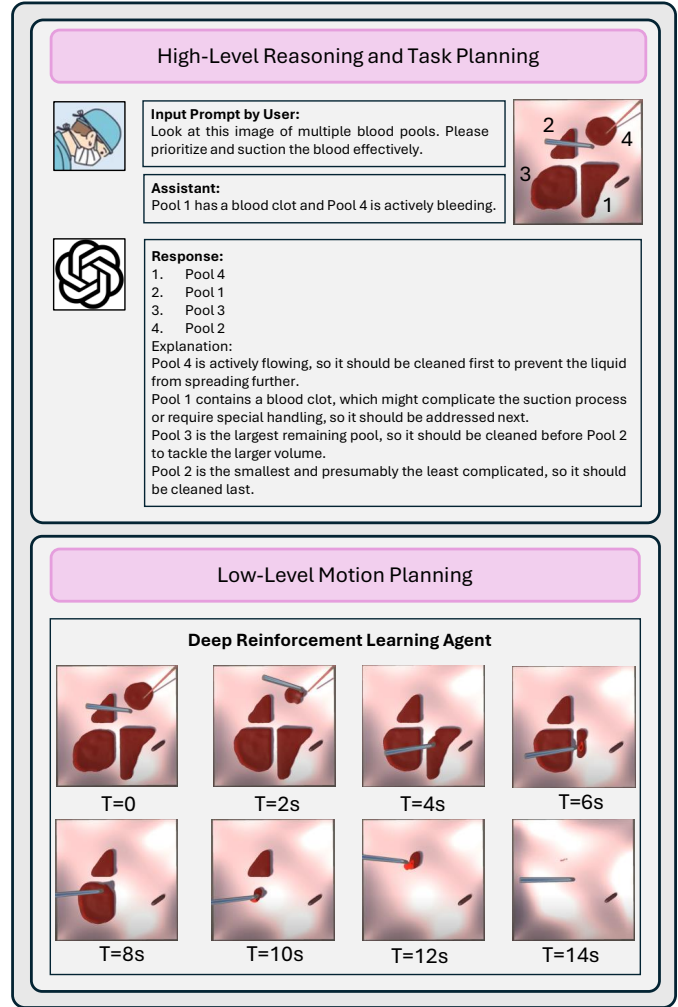 High-Level Reasoning and Task Planning
Input Prompt by User:
Look at this image of multiple blood pools. Please
prioritize and suction the blood effectively.
Assistant:
Pool 1 has a blood clot and Pool 4 is actively bleeding.
2
4
3
1
Response:
1. Pool 4
2. Pool 1
3. Pool 3
4. Pool 2
Explanation:
Pool 4 is actively flowing, so it should be cleaned first to prevent the liquid
from spreading further.
Pool 1 contains a blood clot, which might complicate the suction process
or require special handling, so it should be addressed next.
Pool 3 is the largest remaining pool, so it should be cleaned before Pool 2
to tackle the larger volume.
Pool 2 is the smallest and presumably the least complicated, so it should
be cleaned last.
Low-Level Motion Planning
Deep Reinforcement Learning Agent
T=0 T=2s T=4s T=6s
T=8s T=10s T=12s T=14s